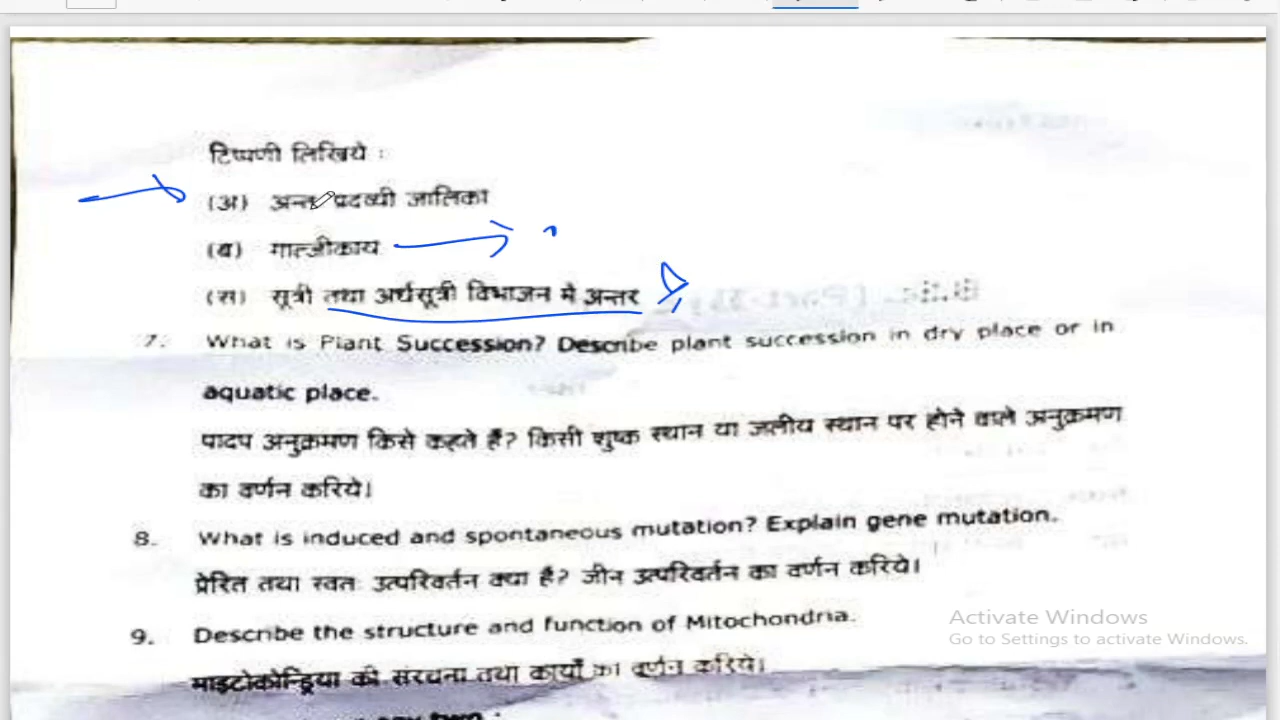 टिप्पणी लिखिये :
(अ) अन्तःप्रदव्यी जालिका
(ब) गाल्जीकाय
(स) सूत्री तथा अर्धसूत्री विभाजन में अन्तर
7. What is Plant Succession? Describe plant succession in dry place or in
aquatic place.
पादप अनुक्रमण किसे कहते हैं? किसी शुष्क स्थान या जलीय स्थान पर होने वाले अनुक्रमण
का वर्णन करिये।
8. What is induced and spontaneous mutation? Explain gene mutation.
प्रेरित तथा स्वतः उत्परिवर्तन क्या है? जीन उत्परिवर्तन का वर्णन करिये।
9. Describe the structure and function of Mitochondria.
माइटोकोन्ड्रिया की संरचना तथा कार्यों का वर्णन करिये।
Activate Windows
Go to Settings to activate Windows.